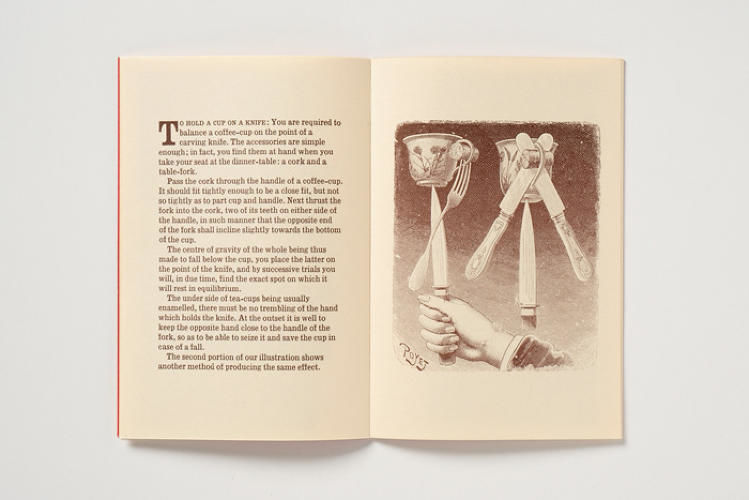 TO HOLD A CUP ON A KNIFE: You are required to
balance a coffee-cup on the point of a
carving knife. The accessories are simple
enough; in fact, you find them at hand when you
take your seat at the dinner-table: a cork and a
table-fork.
Pass the cork through the handle of a coffee-cup.
It should fit tightly enough to be a close fit, but not
so tightly as to part cup and handle. Next thrust the
fork into the cork, two of its teeth on either side of
the handle, in such manner that the opposite end
of the fork shall incline slightly towards the bottom
of the cup.
The centre of gravity of the whole being thus
made to fall below the cup, you place the latter on
the point of the knife, and by successive trials you
will, in due time, find the exact spot on which it
will rest in equilibrium.
The under side of tea-cups being usually
enamelled, there must be no trembling of the hand
which holds the knife. At the outset it is well to
keep the opposite hand close to the handle of the
fork, so as to be able to seize it and save the cup in
case of a fall.
The second portion of our illustration shows
another method of producing the same effect.
POYET